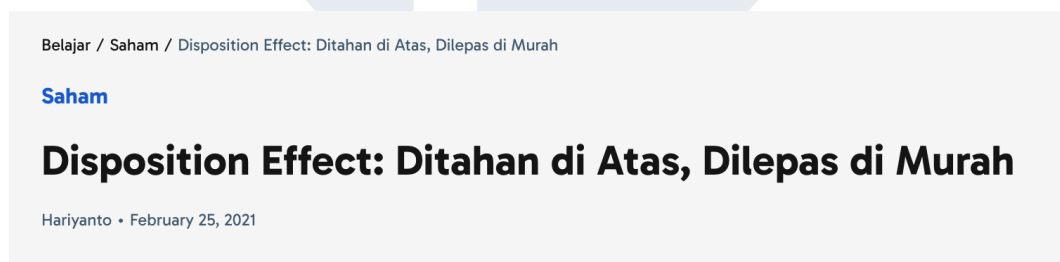 Belajar / Saham / Disposition Effect: Ditahan di Atas, Dilepas di Murah
Saham
Disposition Effect: Ditahan di Atas, Dilepas di Murah
Hariyanto • February 25, 2021